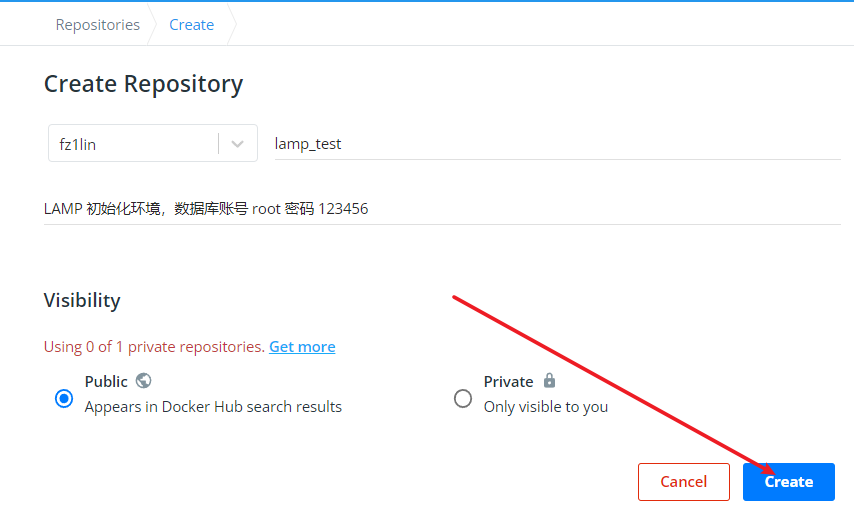 Repositories Create
Create Repository
fz1lin lamp_test
LAMP 初始化环境，数据库账号 root 密码 123456
Visibility
Using 0 of 1 private repositories. Get more
Public Private
Appears in Docker Hub search results Only visible to you
Cancel Create